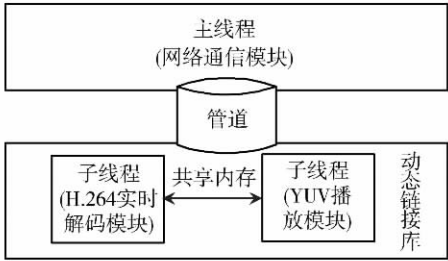 主线程
(网络通信模块)
管道
子线程
(H.264实时
解码模块)
共享内存
子线程
(YUV播
放模块)
动态链接库